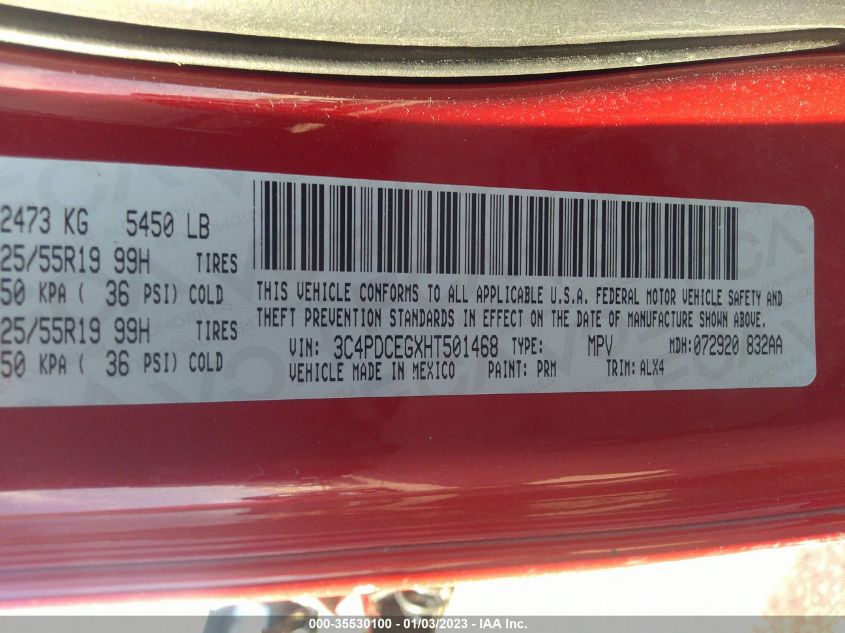 2473 KG 5450 LB
25/55R19 99H TIRES
50 KPA ( 36 PSI) COLD
25/55R19 99H TIRES
50 KPA ( 36 PSI) COLD
THIS VEHICLE CONFORMS TO ALL APPLICABLE U.S.A. FEDERAL MOTOR VEHICLE SAFETY AND
THEFT PREVENTION STANDARDS IN EFFECT ON THE DATE OF MANUFACTURE SHOWN ABOVE.
VIN: 3C4PDCEGXHT501468 TYPE: MPV MDH: 072920 832AA
VEHICLE MADE IN MEXICO PAINT: PRM TRIM: ALX4
000-35530100 - 01/03/2023 - IAA Inc.